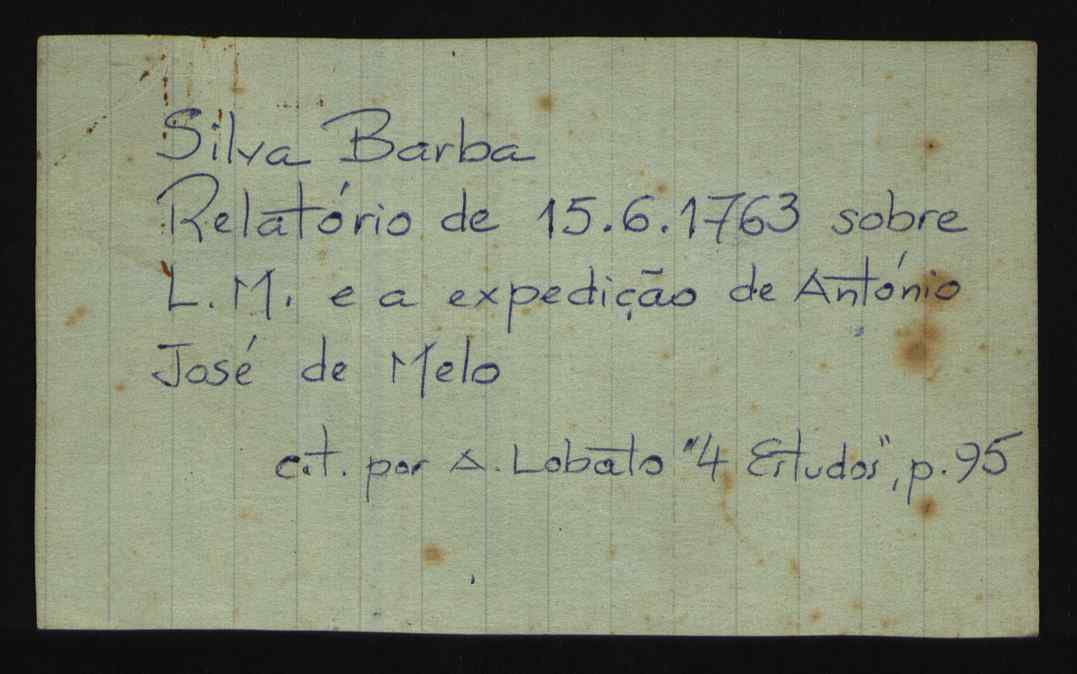 Silva Barba
Relatório de 15.6.1763 sobre
L.M. e a expedição de António
José de Melo
cit. por A. Lobato "4 Estudos", p.95